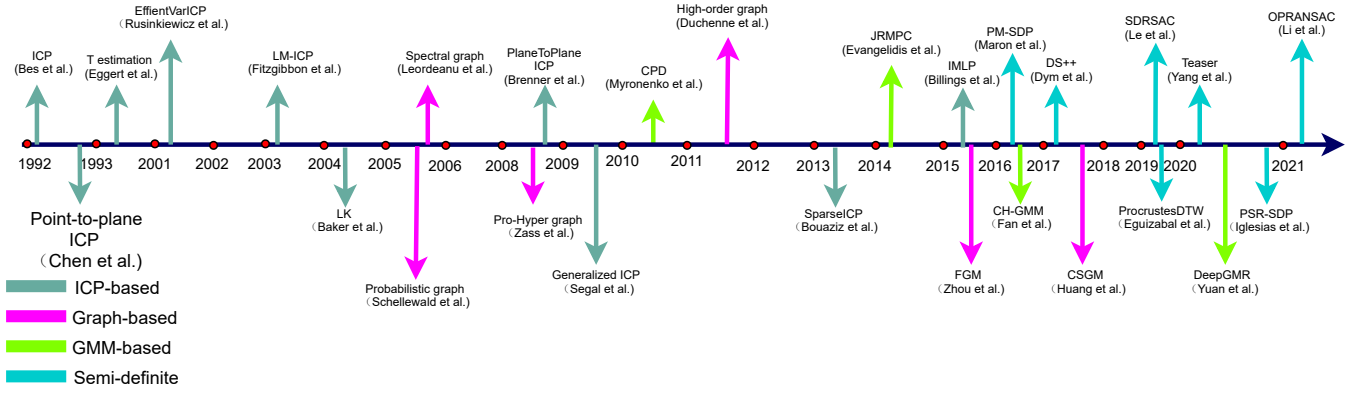 EffientVarICP
（Rusinkiewicz et al.)
ICP
(Bes et al.)
T estimation
(Eggert et al.)
LM-ICP
(Fitzgibbon et al.)
Spectral graph
(Leordeanu et al.)
PlaneToPlane
ICP
(Brenner et al.)
CPD
(Myronenko et al.)
High-order graph
(Duchenne et al.)
JRMPC
(Evangelidis et al.)
IMLP
(Billings et al.)
PM-SDP
(Maron et al.)
DS++
(Dym et al.)
SDRSAC
(Le et al.)
Teaser
(Yang et al.)
OPRANSAC
(Li et al.)
1992
1993
2001
2002
2003
2004
2005
2006
2008
2009
2010
2011
2012
2013
2014
2015
2016
2017
2018
2019
2020
2021
Point-to-plane
ICP
（Chen et al.)
LK
(Baker et al.)
Probabilistic graph
(Schellewald et al.)
Pro-Hyper graph
（Zass et al.)
Generalized ICP
（Segal et al.)
SparseICP
(Bouaziz et al.)
FGM
（Zhou et al.)
CH-GMM
(Fan et al.)
CSGM
（Huang et al.)
ProcrustesDTW
（Eguizabal et al.)
DeepGMR
（Yuan et al.)
PSR-SDP
(Iglesias et al.)
ICP-based
Graph-based
GMM-based
Semi-definite